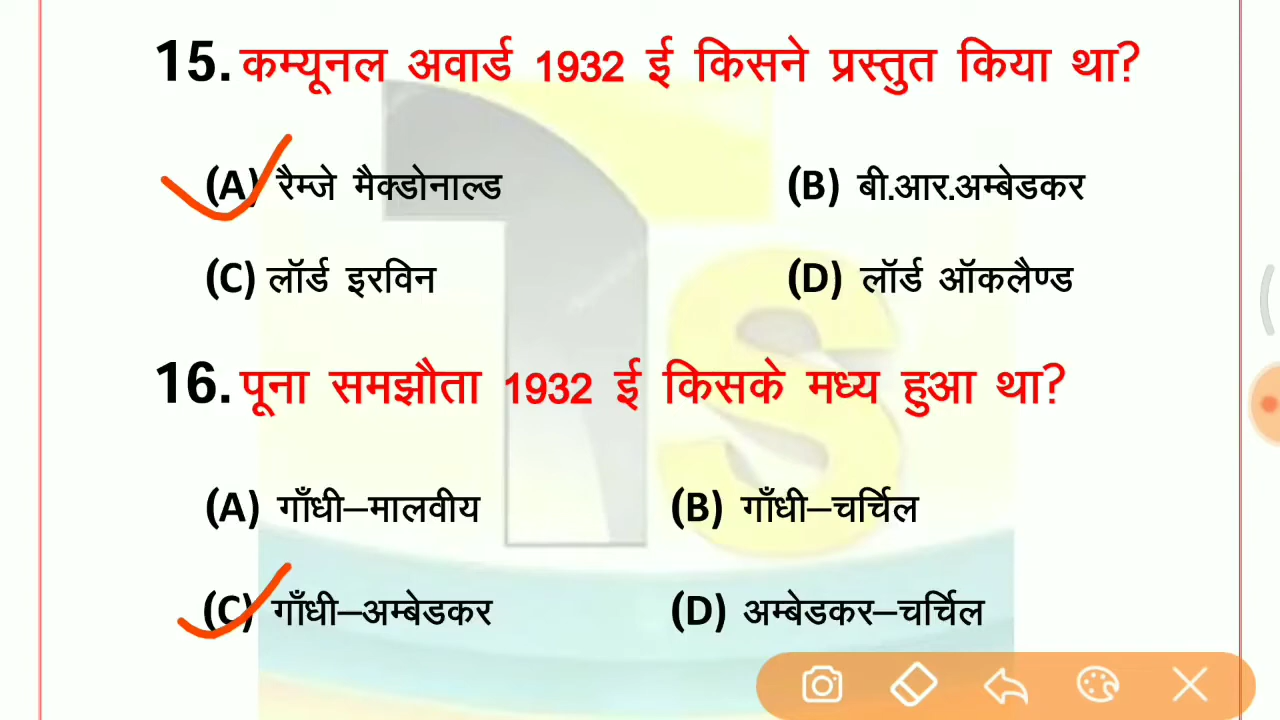 15. कम्यूनल अवार्ड 1932 ई किसने प्रस्तुत किया था?
(A) रैम्जे मैक्डोनाल्ड (B) बी.आर.अम्बेडकर
(C) लॉर्ड इरविन (D) लॉर्ड ऑकलैण्ड
16. पूना समझौता 1932 ई किसके मध्य हुआ था?
(A) गाँधी–मालवीय (B) गाँधी–चर्चिल
(C) गाँधी–अम्बेडकर (D) अम्बेडकर–चर्चिल